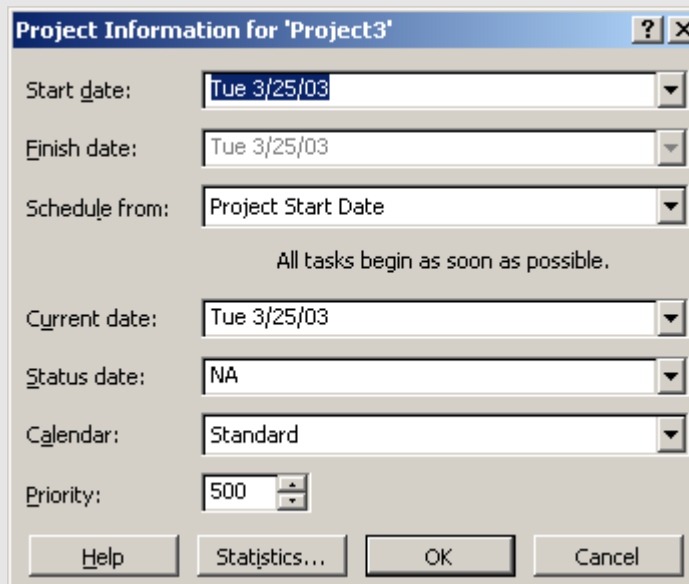 Project Information for 'Project3'
Start date: Tue 3/25/03
Finish date: Tue 3/25/03
Schedule from: Project Start Date
All tasks begin as soon as possible.
Current date: Tue 3/25/03
Status date: NA
Calendar: Standard
Priority: 500
Help Statistics... OK Cancel